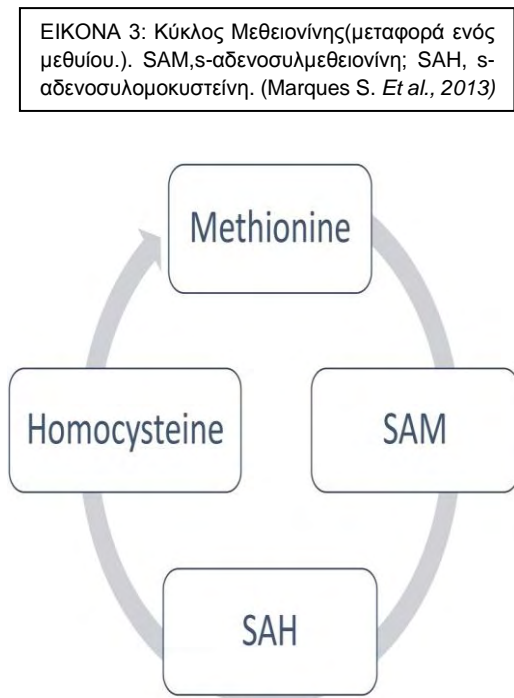 ΕΙΚΟΝΑ 3: Κύκλος Μεθειονίνης(μεταφορά ενός
μεθυίου.). SAM,s-αδενοσυλμεθειονίνη; SAH, s-
αδενοσυλομοκυστείνη. (Marques S. Et al., 2013)
Methionine
Homocysteine
SAM
SAH